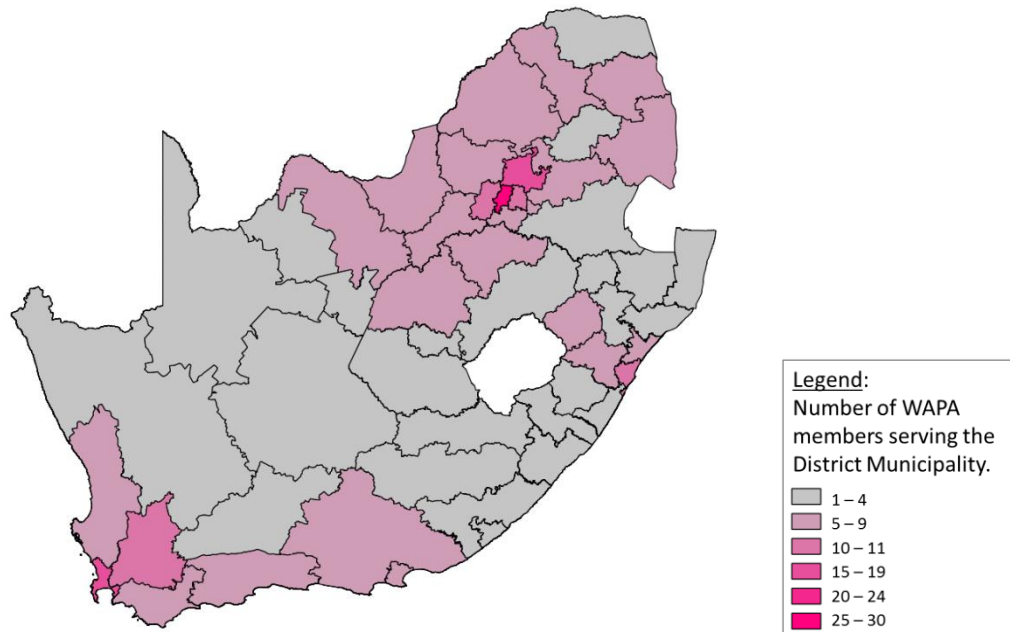 Legend:
Number of WAPA
members serving the
District Municipality.
1 – 4
5 – 9
10 – 11
15 – 19
20 – 24
25 – 30